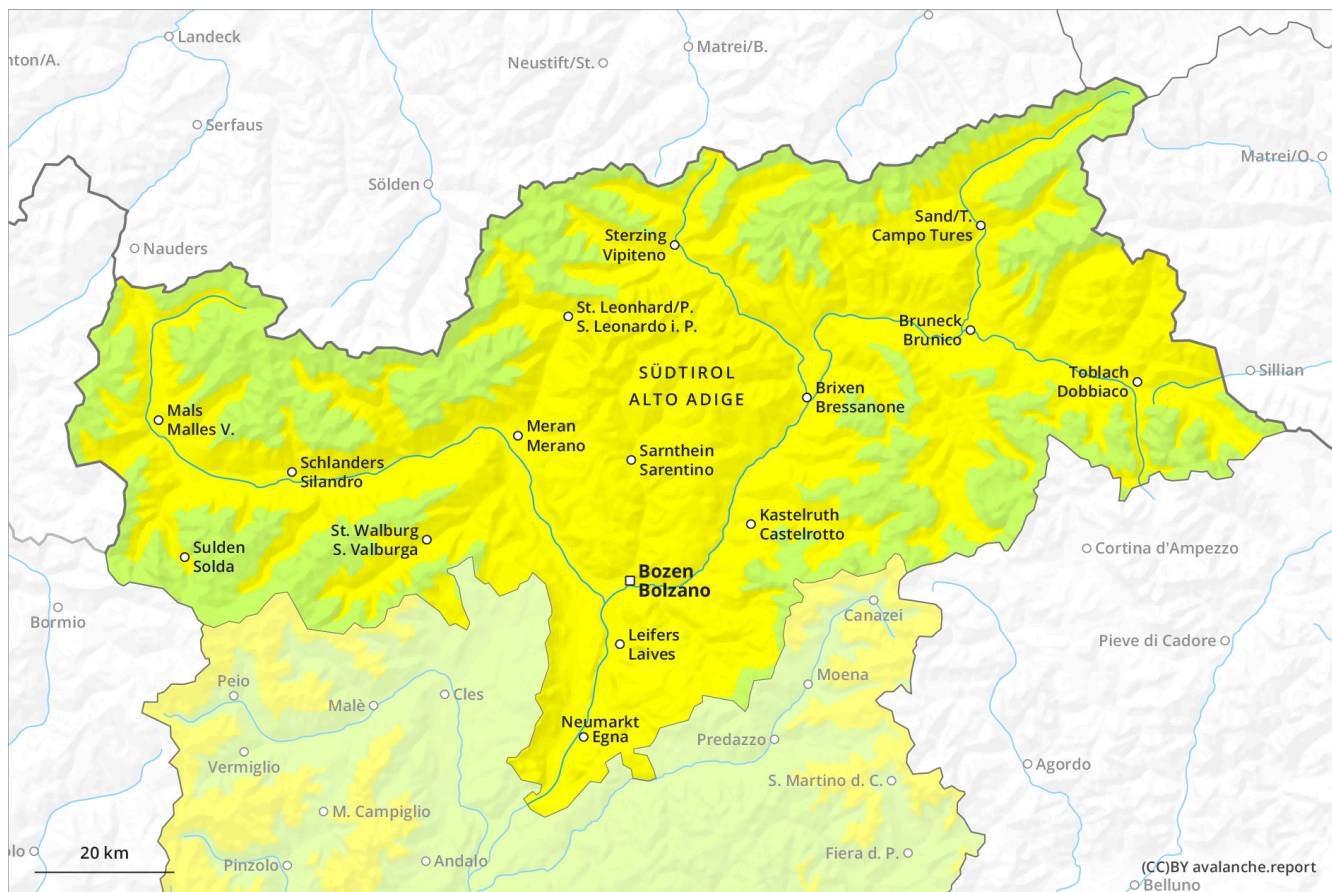 Landeck
nton/A.
Matrei/B.
Neustift/St.
Serfaus
Matrei/O.
Sölden
Sand/T.
Campo Tures
Sterzing
Vipiteno
Nauders
St. Leonhard/P.
S. Leonardo i. P.
Bruneck
Brunico
SÜDTIROL
ALTO ADIGE
Toblach
Dobbiaco
Sillian
Brixen
Bressanone
Mals
Malles V.
Meran
Merano
Schlanders
Silandro
Sarnthein
Sarentino
Kastelruth
Castelrotto
St. Walburg
S. Valburga
Sulden
Solda
Cortina d'Ampezzo
Bozen
Bolzano
Bormio
Canazei
Leifers
Laives
Pieve di Cadore
Peio
Malè
Cles
Moena
Neumarkt
Egna
Predazzo
Vermiglio
Agordo
S. Martino d. C.
M. Campiglio
olo
20 km
Pinzolo
Andalo
Fiera d. P.
(CC)BY avalanche.report
Belluno